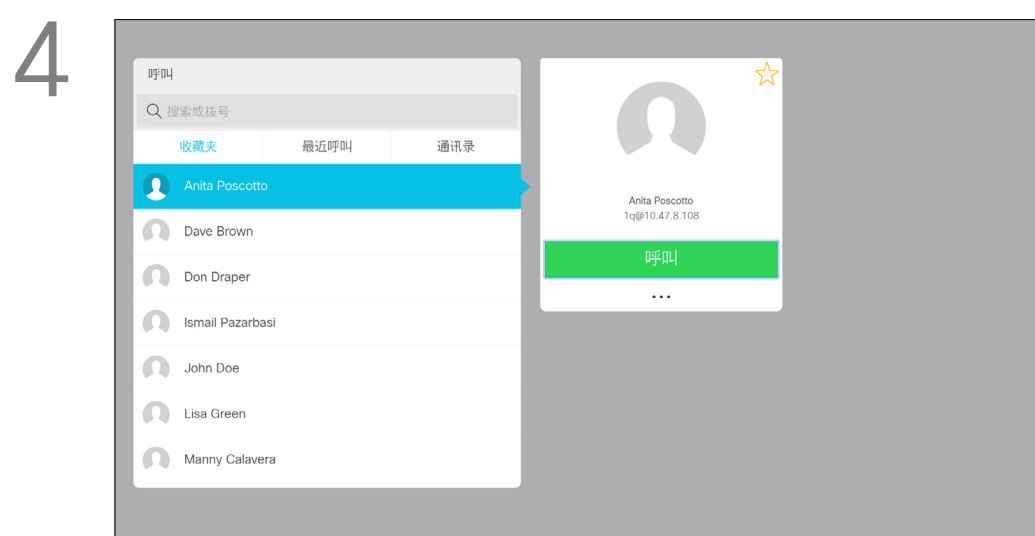 4
呼叫
搜索或拨号
收藏夹 最近呼叫 通讯录
Anita Poscotto
Dave Brown
Don Draper
Ismail Pazarbasi
John Doe
Lisa Green
Manny Calavera
Anita Poscotto
1q@10.47.8.108
呼叫
...